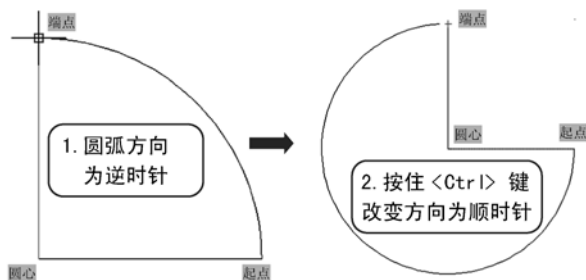 端点
1.圆弧方向
为逆时针
圆心
起点
端点
圆心
起点
2.按住<Ctrl> 键
改变方向为顺时针